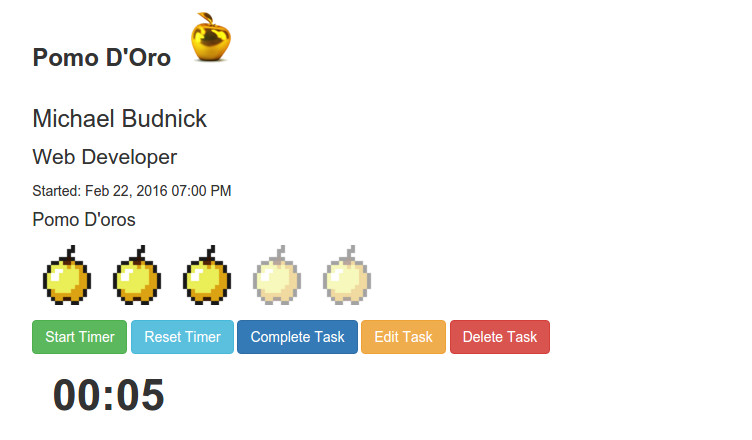 Pomo D'Oro
Michael Budnick
Web Developer
Started: Feb 22, 2016 07:00 PM
Pomo D'oros
Start Timer Reset Timer Complete Task Edit Task Delete Task
00:05